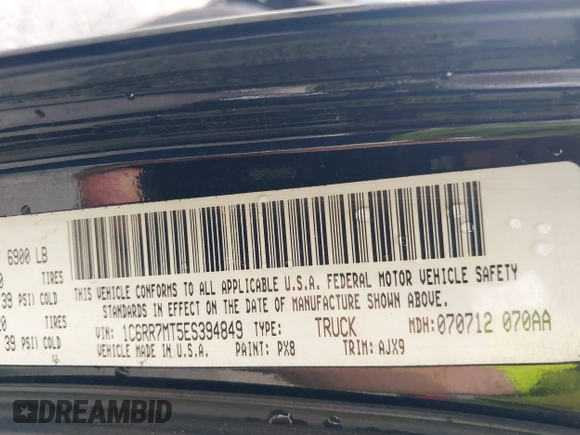 6900 LB
0 TIRES
39 PSI) COLD
20 TIRES
39 PSI) COLD
THIS VEHICLE CONFORMS TO ALL APPLICABLE U.S.A. FEDERAL MOTOR VEHICLE SAFETY
STANDARDS IN EFFECT ON THE DATE OF MANUFACTURE SHOWN ABOVE.
VIN: 1C6RR7MT5ES394849 TYPE: TRUCK MDH: 070712 070AA
VEHICLE MADE IN U.S.A. PAINT: PX8 TRIM: AJX9
DREAMBID